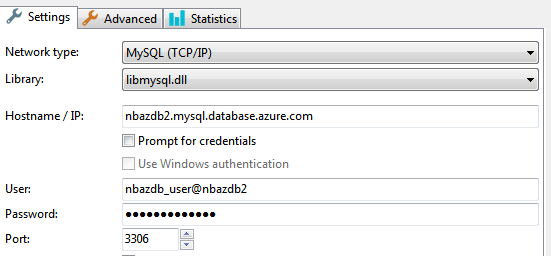 Settings Advanced Statistics
Network type: MySQL (TCP/IP)
Library: libmysql.dll
Hostname / IP: nbazdb2.mysql.database.azure.com
Prompt for credentials
Use Windows authentication
User: nbazdb_user@nbazdb2
Password: •••••••••••••
Port: 3306